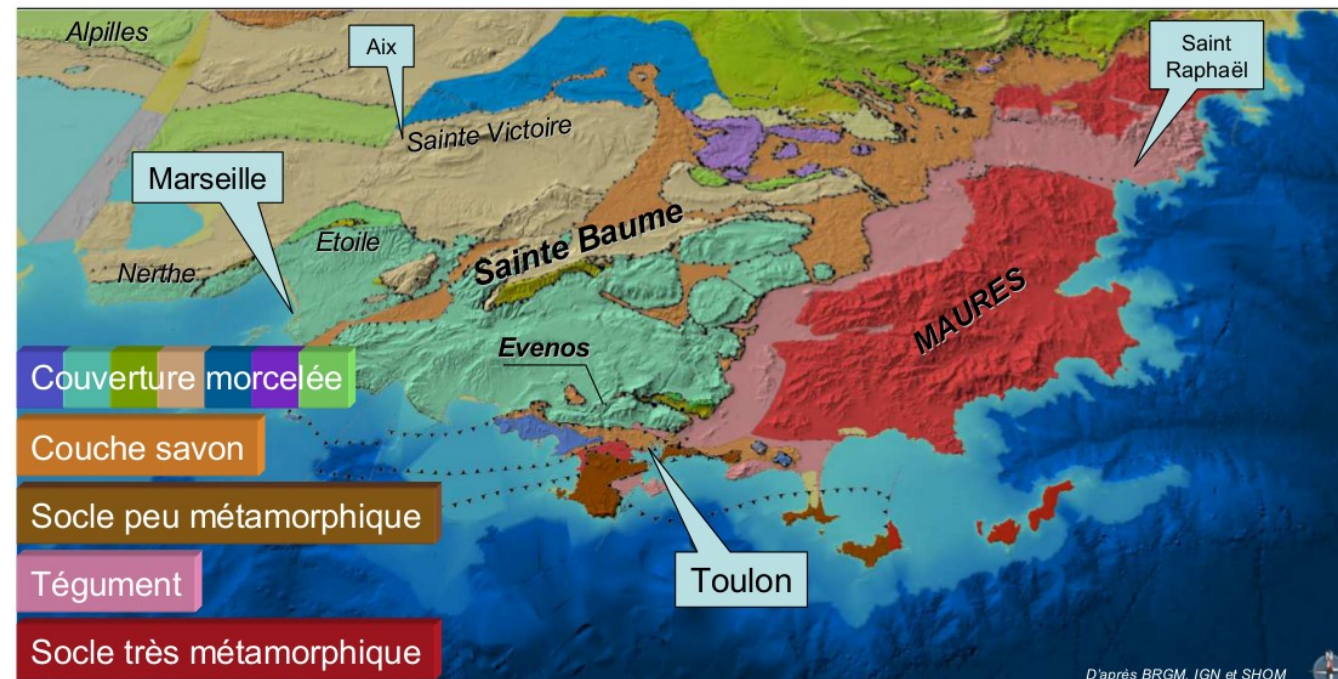 Alpilles
Aix
Saint
Raphaël
Sainte Victoire
Marseille
Etoile
Sainte Baume
Nerthe
MAURES
Evenos
Couverture morcelée
Couche savon
Socle peu métamorphique
Tégument
Toulon
Socle très métamorphique
D'après BRGM, IGN et SHOM
N